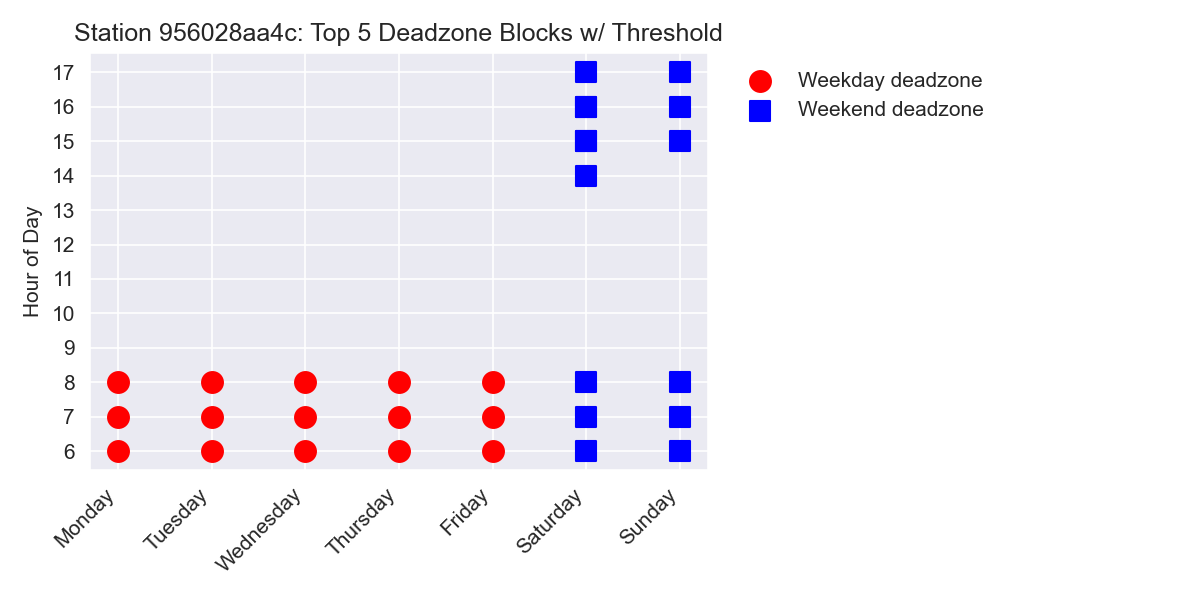 Station 956028aa4c: Top 5 Deadzone Blocks w/ Threshold
Weekday deadzone
Weekend deadzone
Hour of Day
17
16
15
14
13
12
11
10
9
8
7
6
Monday
Tuesday
Wednesday
Thursday
Friday
Saturday
Sunday